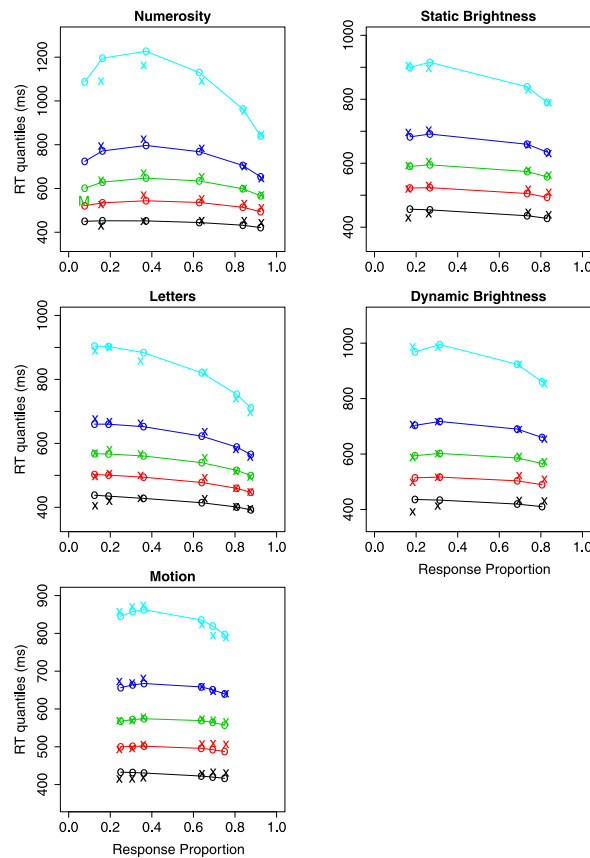 Numerosity
RT quantiles (ms)
400 600 800 1000 1200
M
0.0 0.2 0.4 0.6 0.8 1.0
Static Brightness
400 600 800 1000
0.0 0.2 0.4 0.6 0.8 1.0
Letters
RT quantiles (ms)
400 600 800 1000
0.0 0.2 0.4 0.6 0.8 1.0
Dynamic Brightness
400 600 800 1000
0.0 0.2 0.4 0.6 0.8 1.0
Response Proportion
Motion
RT quantiles (ms)
400 500 600 700 800 900
0.0 0.2 0.4 0.6 0.8 1.0
Response Proportion